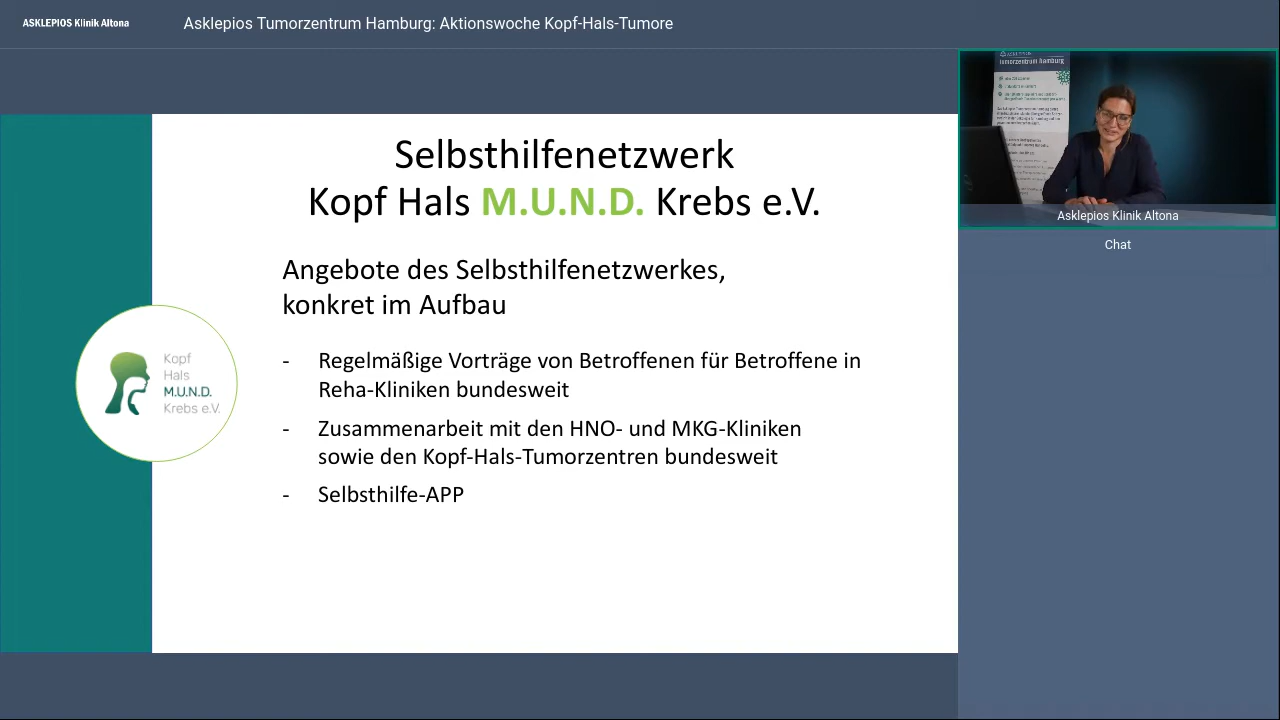 ASKLEPIOS Klinik Altona
Asklepios Tumorzentrum Hamburg: Aktionswoche Kopf-Hals-Tumore
Selbsthilfenetzwerk
Kopf Hals M.U.N.D. Krebs e.V.
Angebote des Selbsthilfenetzwerkes,
konkret im Aufbau
- Regelmäßige Vorträge von Betroffenen für Betroffene in
Reha-Kliniken bundesweit
- Zusammenarbeit mit den HNO- und MKG-Kliniken
sowie den Kopf-Hals-Tumorzentren bundesweit
- Selbsthilfe-APP
Kopf
Hals
M.U.N.D.
Krebs e.V.
tumorzentrum hamburg
Asklepios Klinik Altona
Chat